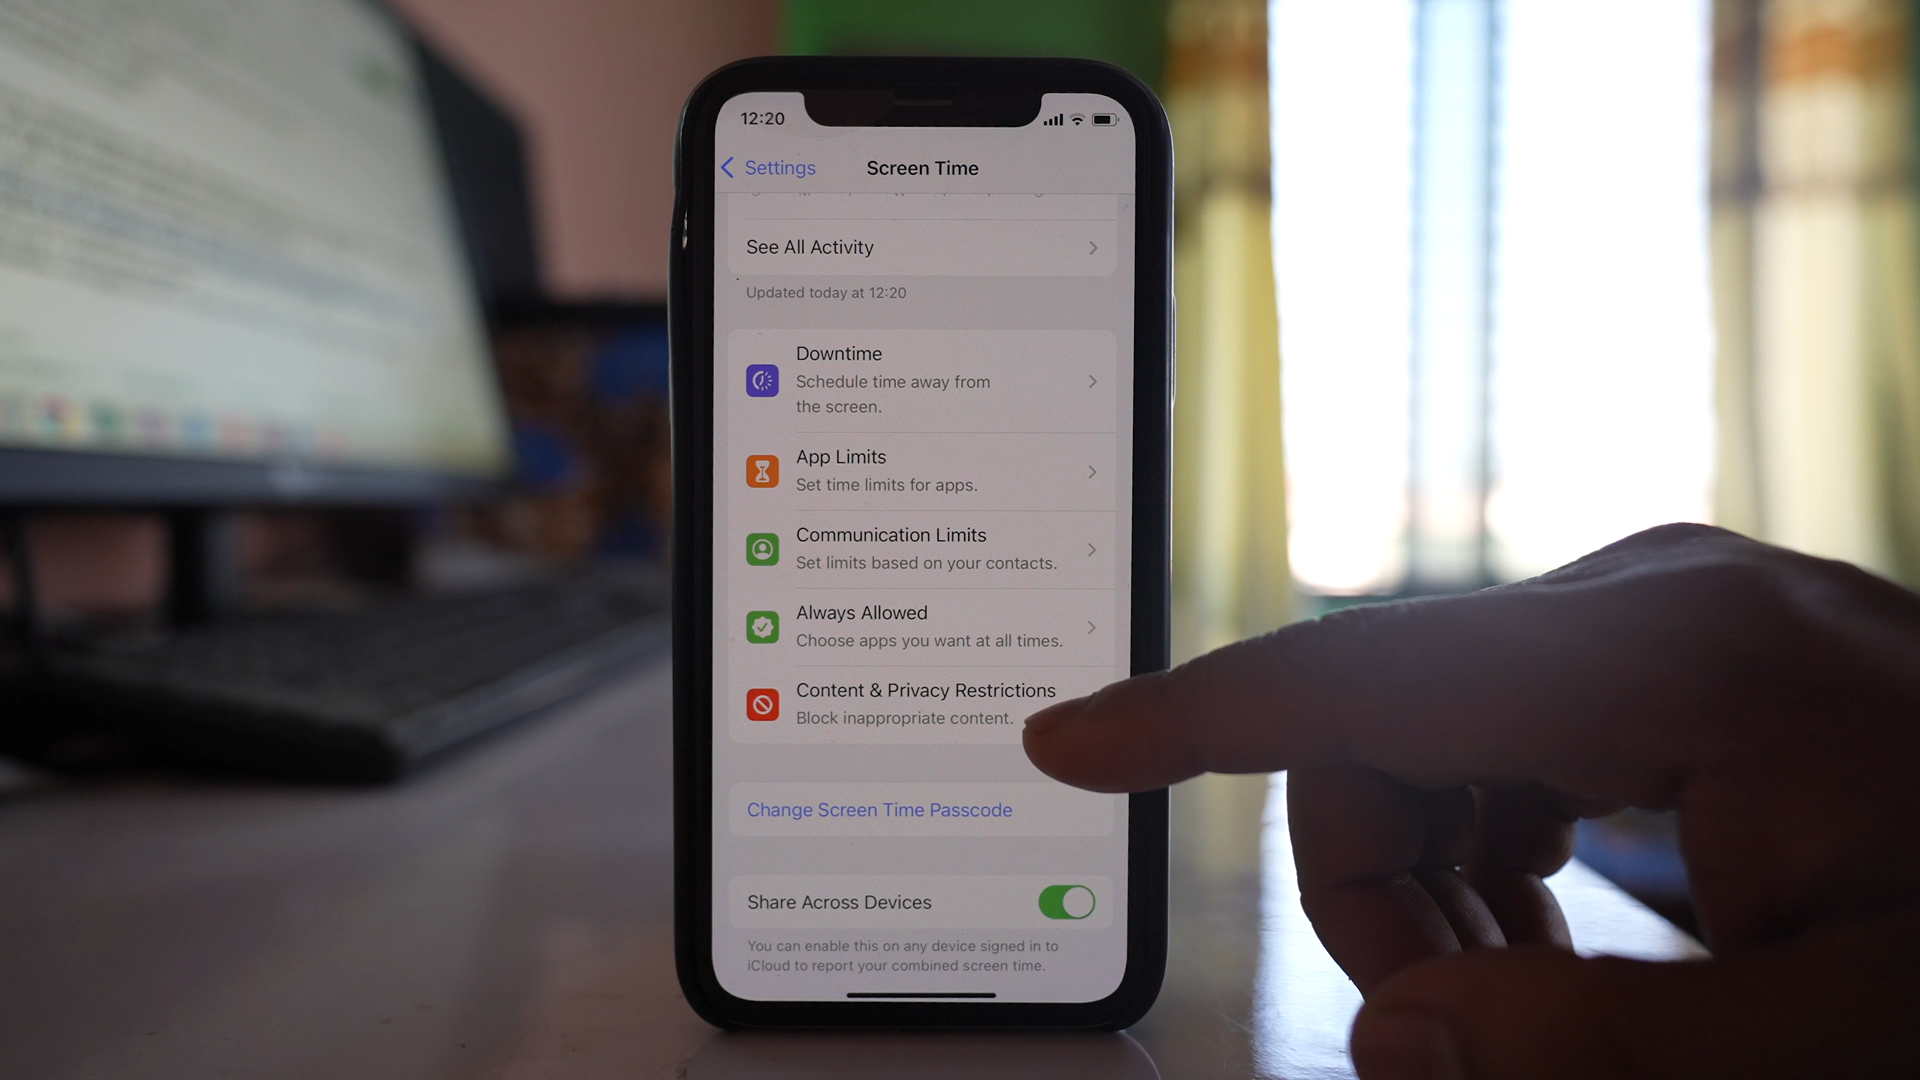 12:20
Settings
Screen Time
See All Activity
Updated today at 12:20
Downtime
Schedule time away from
the screen.
App Limits
Set time limits for apps.
Communication Limits
Set limits based on your contacts.
Always Allowed
Choose apps you want at all times.
Content & Privacy Restrictions
Block inappropriate content.
Change Screen Time Passcode
Share Across Devices
You can enable this on any device signed in to
iCloud to report your combined screen time.